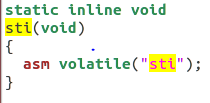 static inline void
sti(void)
{
  asm volatile("sti");
}